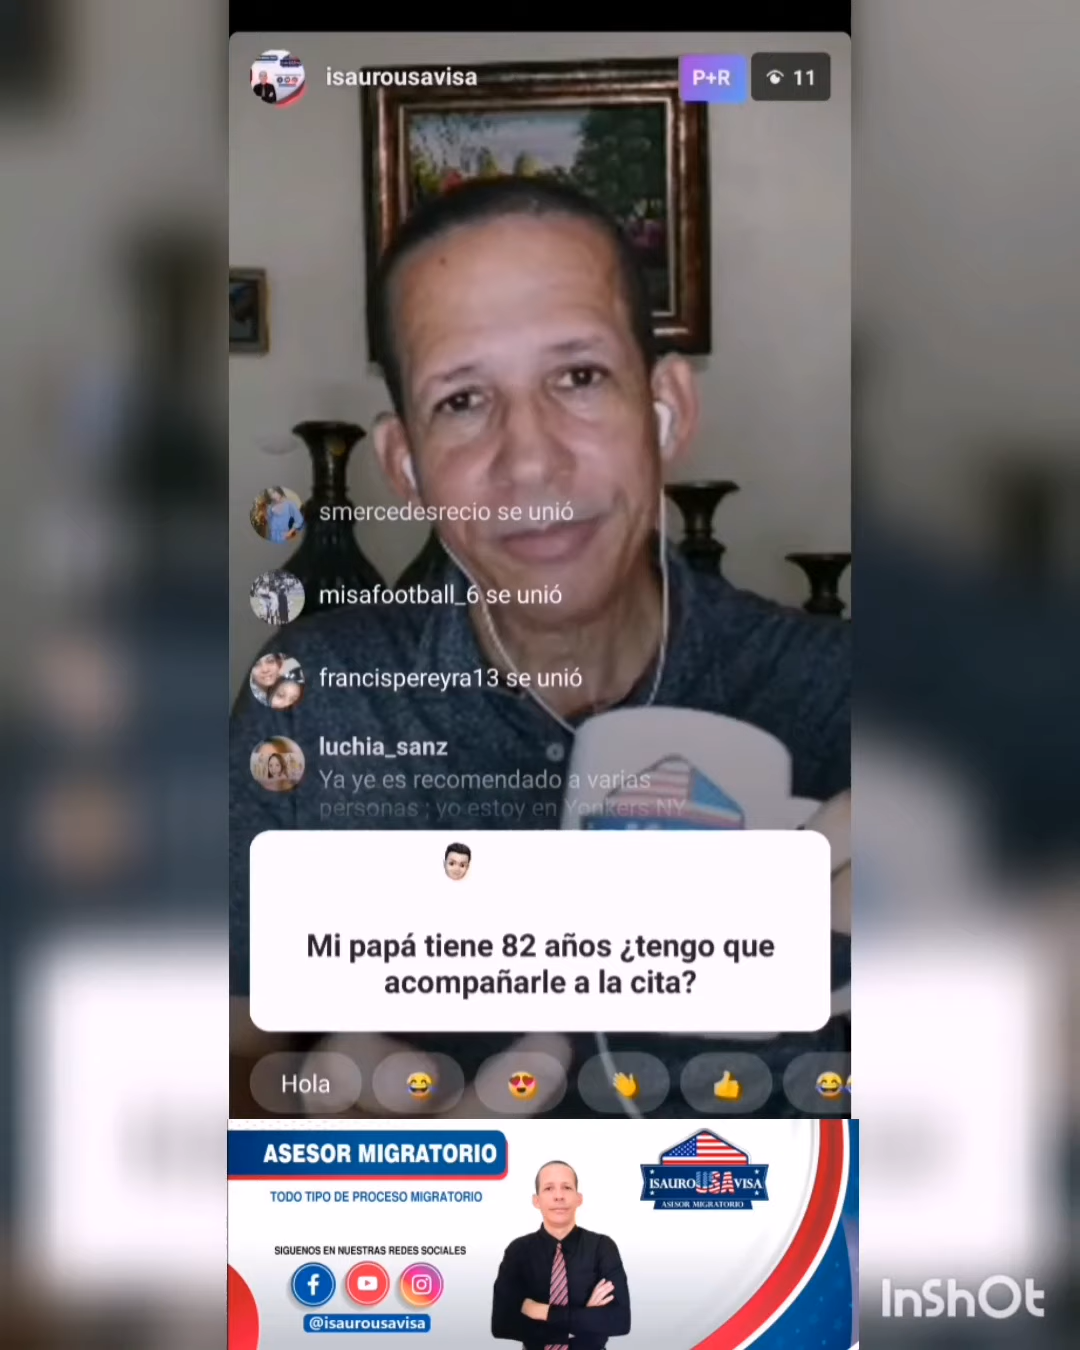 isaurousavisa
P+R
11
smercedesrecio se unió
misafootball_6 se unió
francispereyra13 se unió
luchia_sanz
Ya ye es recomendado a varias
personas ; yo estoy en Yonkers NY
Mi papá tiene 82 años ¿tengo que
acompañarle a la cita?
Hola
ASESOR MIGRATORIO
TODO TIPO DE PROCESO MIGRATORIO
SIGUENOS EN NUESTRAS REDES SOCIALES
@isaurousavisa
ISAURO USA VISA
ASESOR MIGRATORIO
InShOt